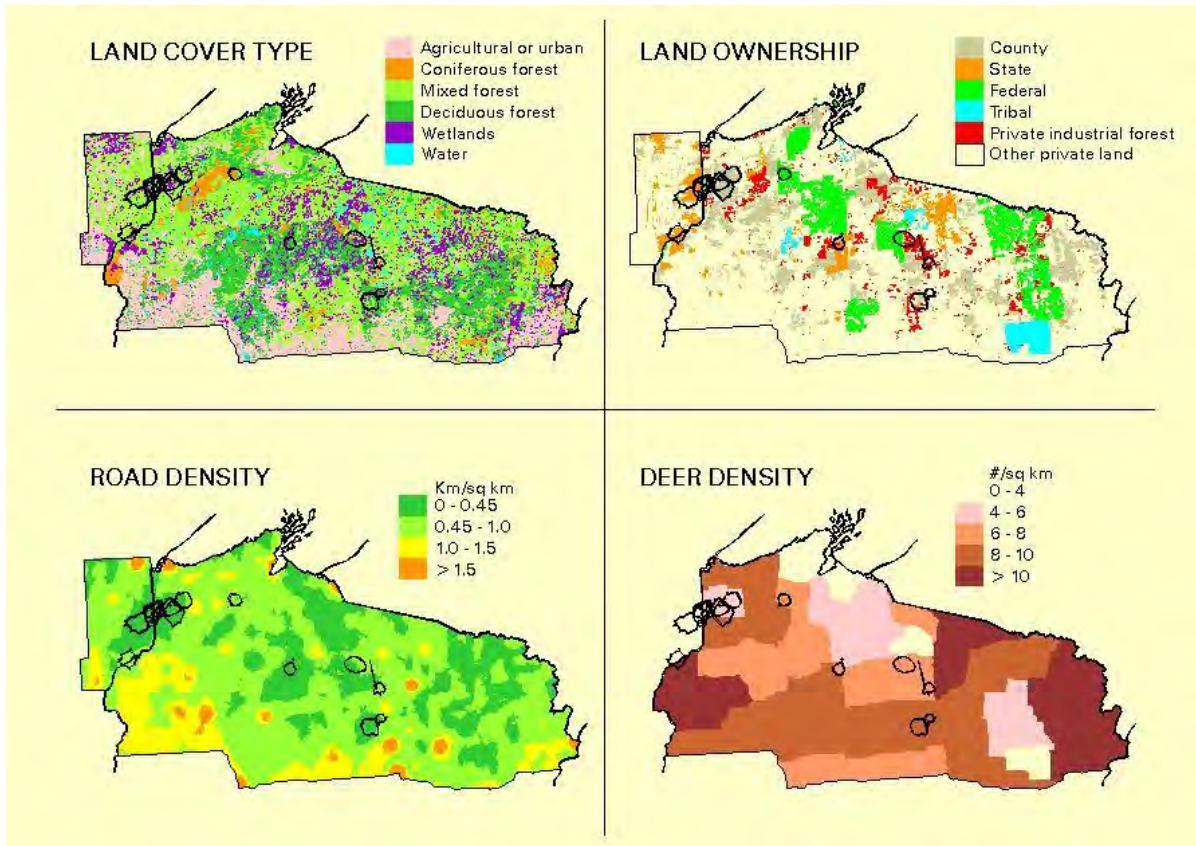 LAND COVER TYPE
Agricultural or urban
Coniferous forest
Mixed forest
Deciduous forest
Wetlands
Water
LAND OWNERSHIP
County
State
Federal
Tribal
Private industrial forest
Other private land
ROAD DENSITY
Km/sq km
0 - 0.45
0.45 - 1.0
1.0 - 1.5
> 1.5
DEER DENSITY
#/sq km
0 - 4
4 - 6
6 - 8
8 - 10
> 10